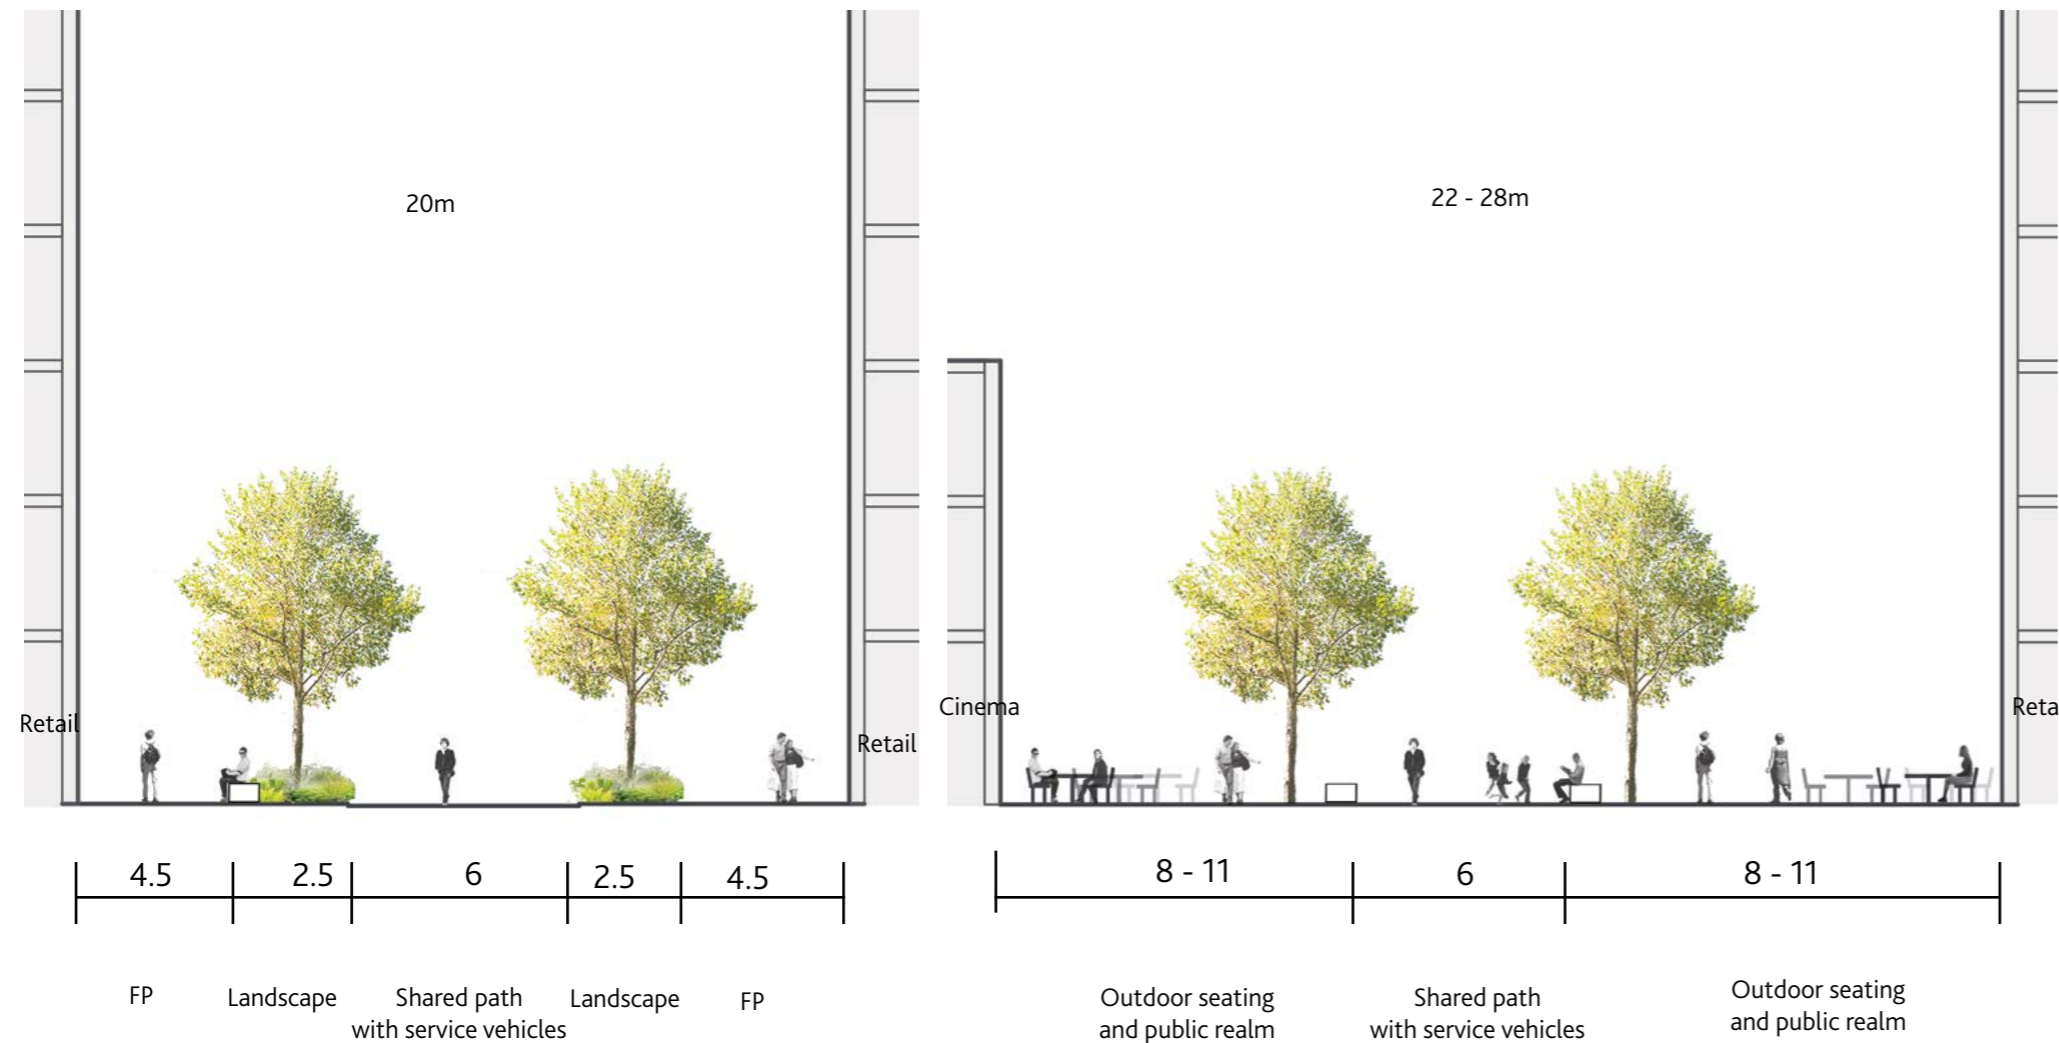 20m
Retail
Retail
4.5
2.5
6
2.5
4.5
FP
Landscape
Shared path
with service vehicles
Landscape
FP
22 - 28m
Cinema
Reta
8 - 11
6
8 - 11
Outdoor seating
and public realm
Shared path
with service vehicles
Outdoor seating
and public realm